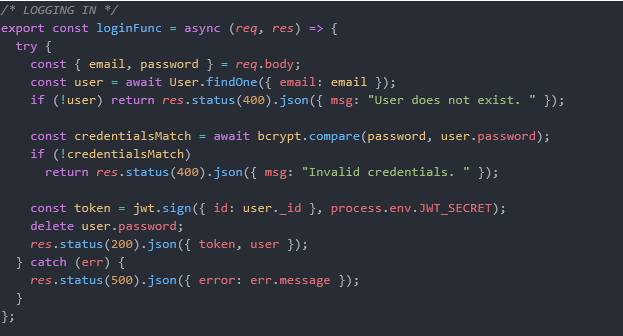 /* LOGGING IN */
export const loginFunc = async (req, res) => {
  try {
    const { email, password } = req.body;
    const user = await User.findOne({ email: email });
    if (!user) return res.status(400).json({ msg: "User does not exist. " });

    const credentialsMatch = await bcrypt.compare(password, user.password);
    if (!credentialsMatch)
      return res.status(400).json({ msg: "Invalid credentials. " });

    const token = jwt.sign({ id: user._id }, process.env.JWT_SECRET);
    delete user.password;
    res.status(200).json({ token, user });
  } catch (err) {
    res.status(500).json({ error: err.message });
  }
};